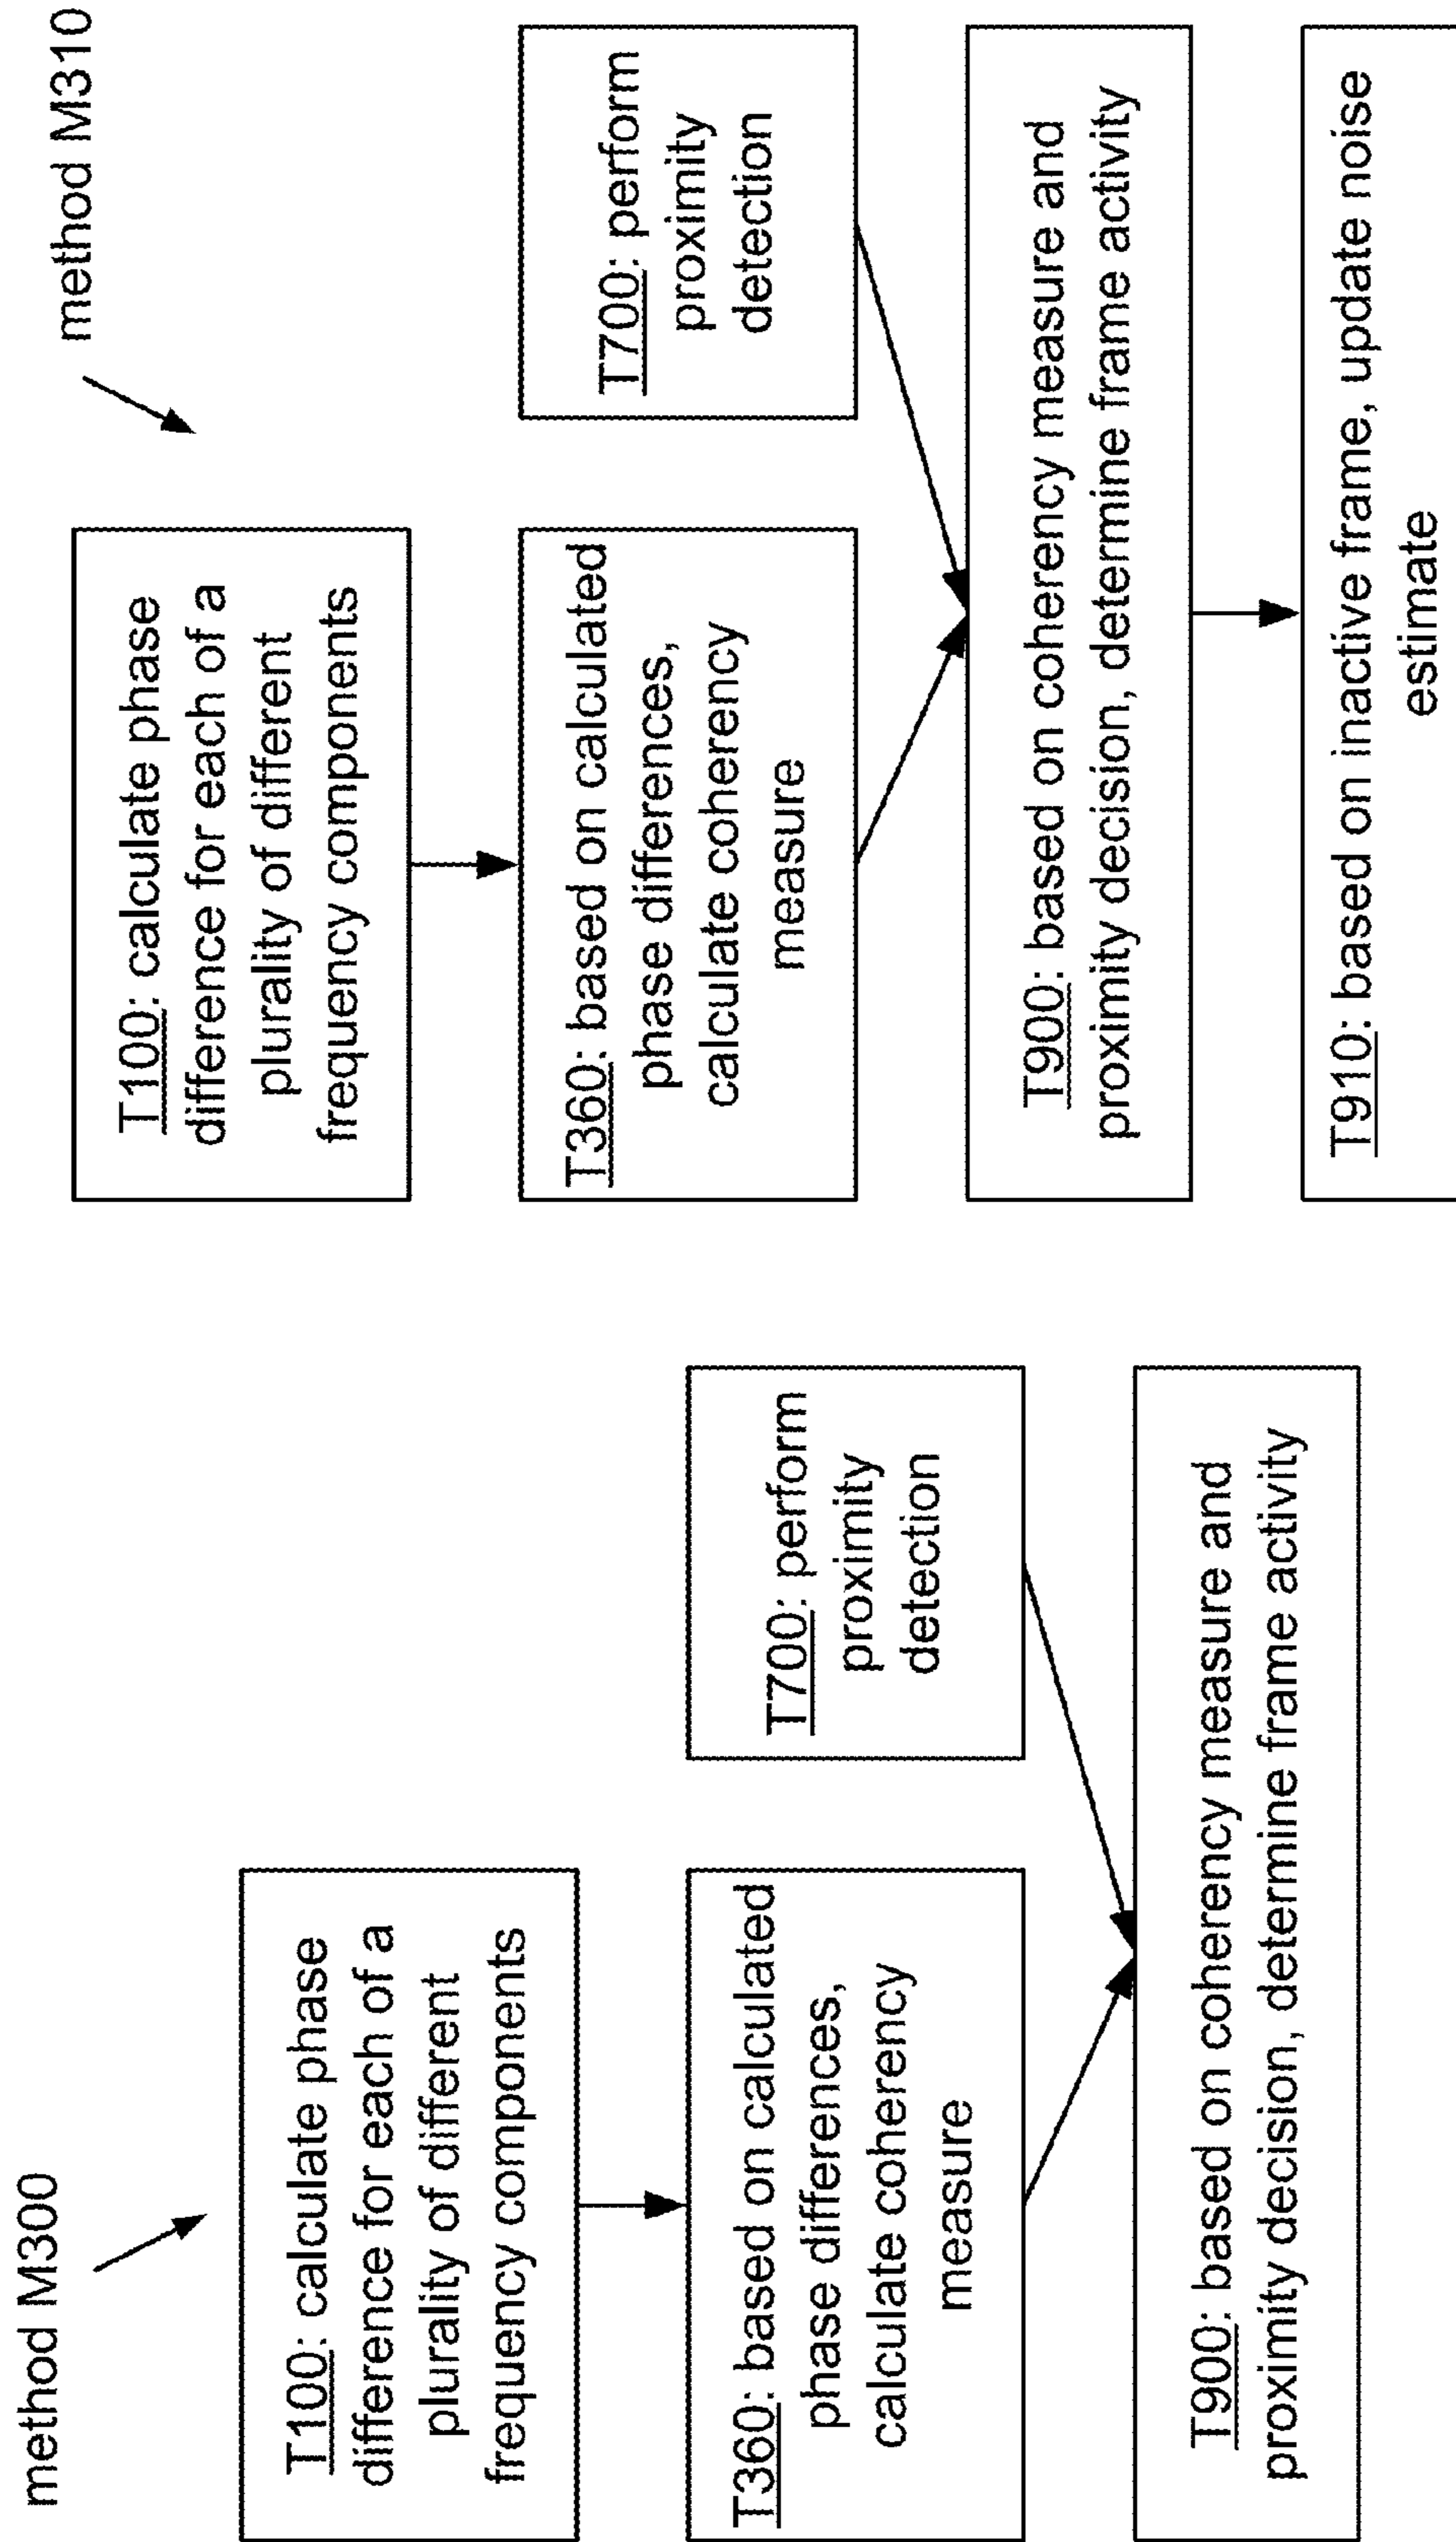 method M300
T100: calculate phase
difference for each of a
plurality of different
frequency components
T360: based on calculated
phase differences,
calculate coherency
measure
T700: perform
proximity
detection
T900: based on coherency measure and
proximity decision, determine frame activity
method M310
T100: calculate phase
difference for each of a
plurality of different
frequency components
T360: based on calculated
phase differences,
calculate coherency
measure
T700: perform
proximity
detection
T900: based on coherency measure and
proximity decision, determine frame activity
T910: based on inactive frame, update noise
estimate